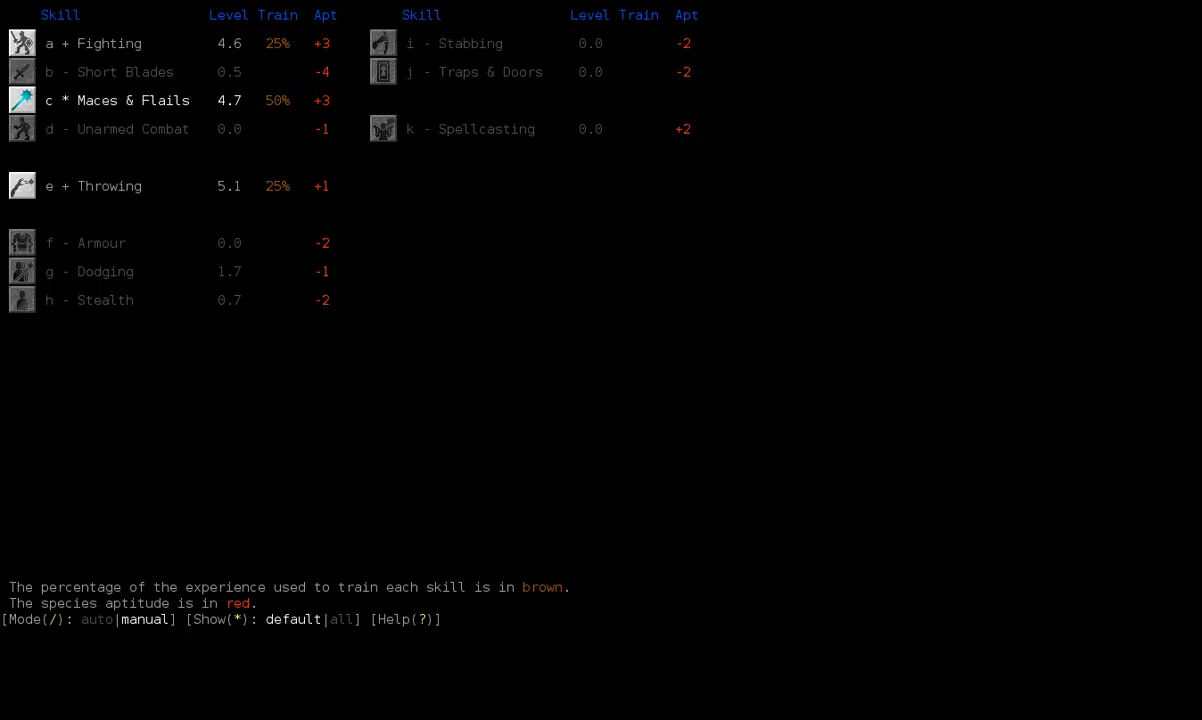 Skill Level Train Apt Skill Level Train Apt
a + Fighting 4.6 25% +3 i - Stabbing 0.0 -2
b - Short Blades 0.5 -4 j - Traps & Doors 0.0 -2
c * Maces & Flails 4.7 50% +3
d - Unarmed Combat 0.0 -1 k - Spellcasting 0.0 +2
e + Throwing 5.1 25% +1
f - Armour 0.0 -2
g - Dodging 1.7 -1
h - Stealth 0.7 -2
The percentage of the experience used to train each skill is in brown.
The species aptitude is in red.
[Mode(/): auto|manual] [Show(*): default|all] [Help(?)]